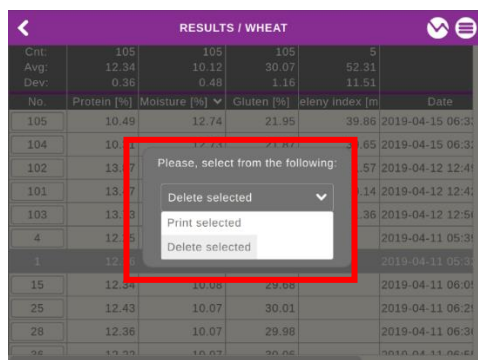 RESULTS / WHEAT
Cnt: 105 105 105 5
Avg: 12.34 10.12 30.07 52.31
Dev: 0.36 0.48 1.16 11.51
No. Protein [%] Moisture [%] Gluten [%] eleny index [m Date
105 10.49 12.74 21.95 39.86 2019-04-15 06:3
104 2019-04-15 06:3
102 .57 2019-04-12 12:4
101 .14 2019-04-12 12:4
103 .36 2019-04-12 12:5
4 2019-04-11 05:3
1 2019-04-11 05:3
Please, select from the following:
Delete selected
Print selected
Delete selected
15 12.34 10.08 29.68 2019-04-11 06:0
25 12.43 10.07 30.01 2019-04-11 06:2
28 12.36 10.07 29.98 2019-04-11 06:3